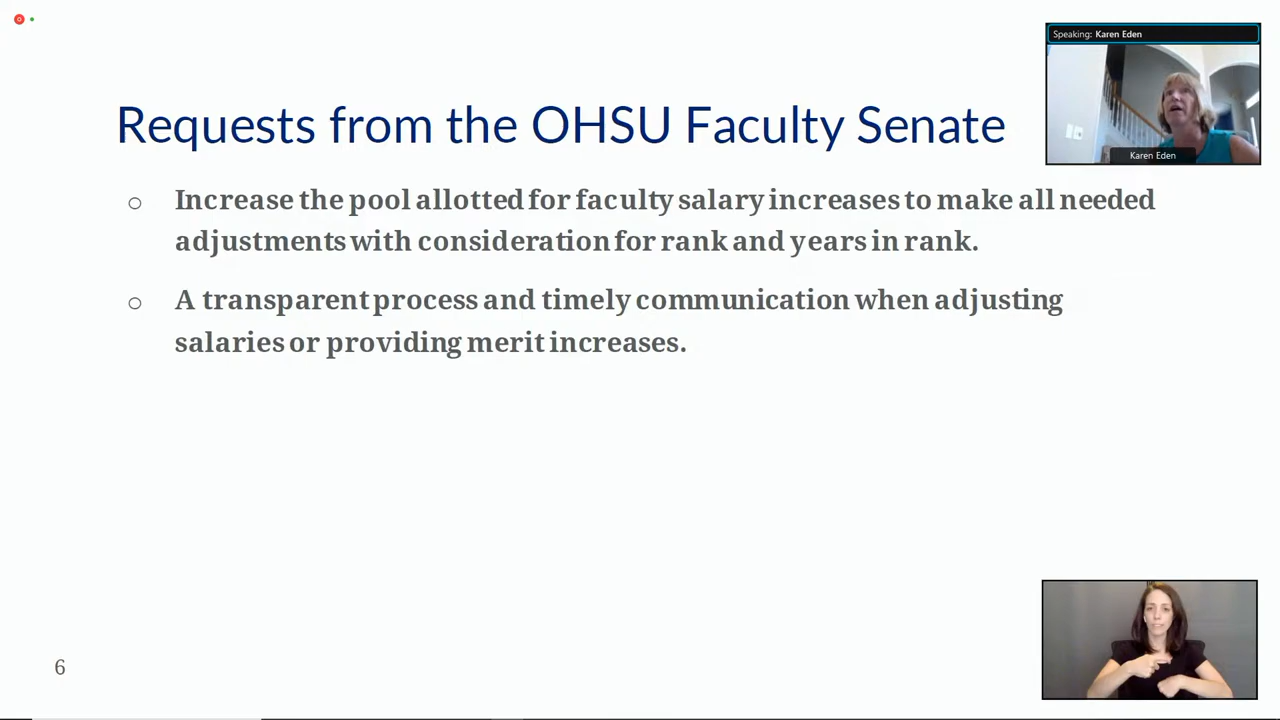 Speaking: Karen Eden
Karen Eden
Requests from the OHSU Faculty Senate
○ Increase the pool allotted for faculty salary increases to make all needed
adjustments with consideration for rank and years in rank.
○ A transparent process and timely communication when adjusting
salaries or providing merit increases.
6